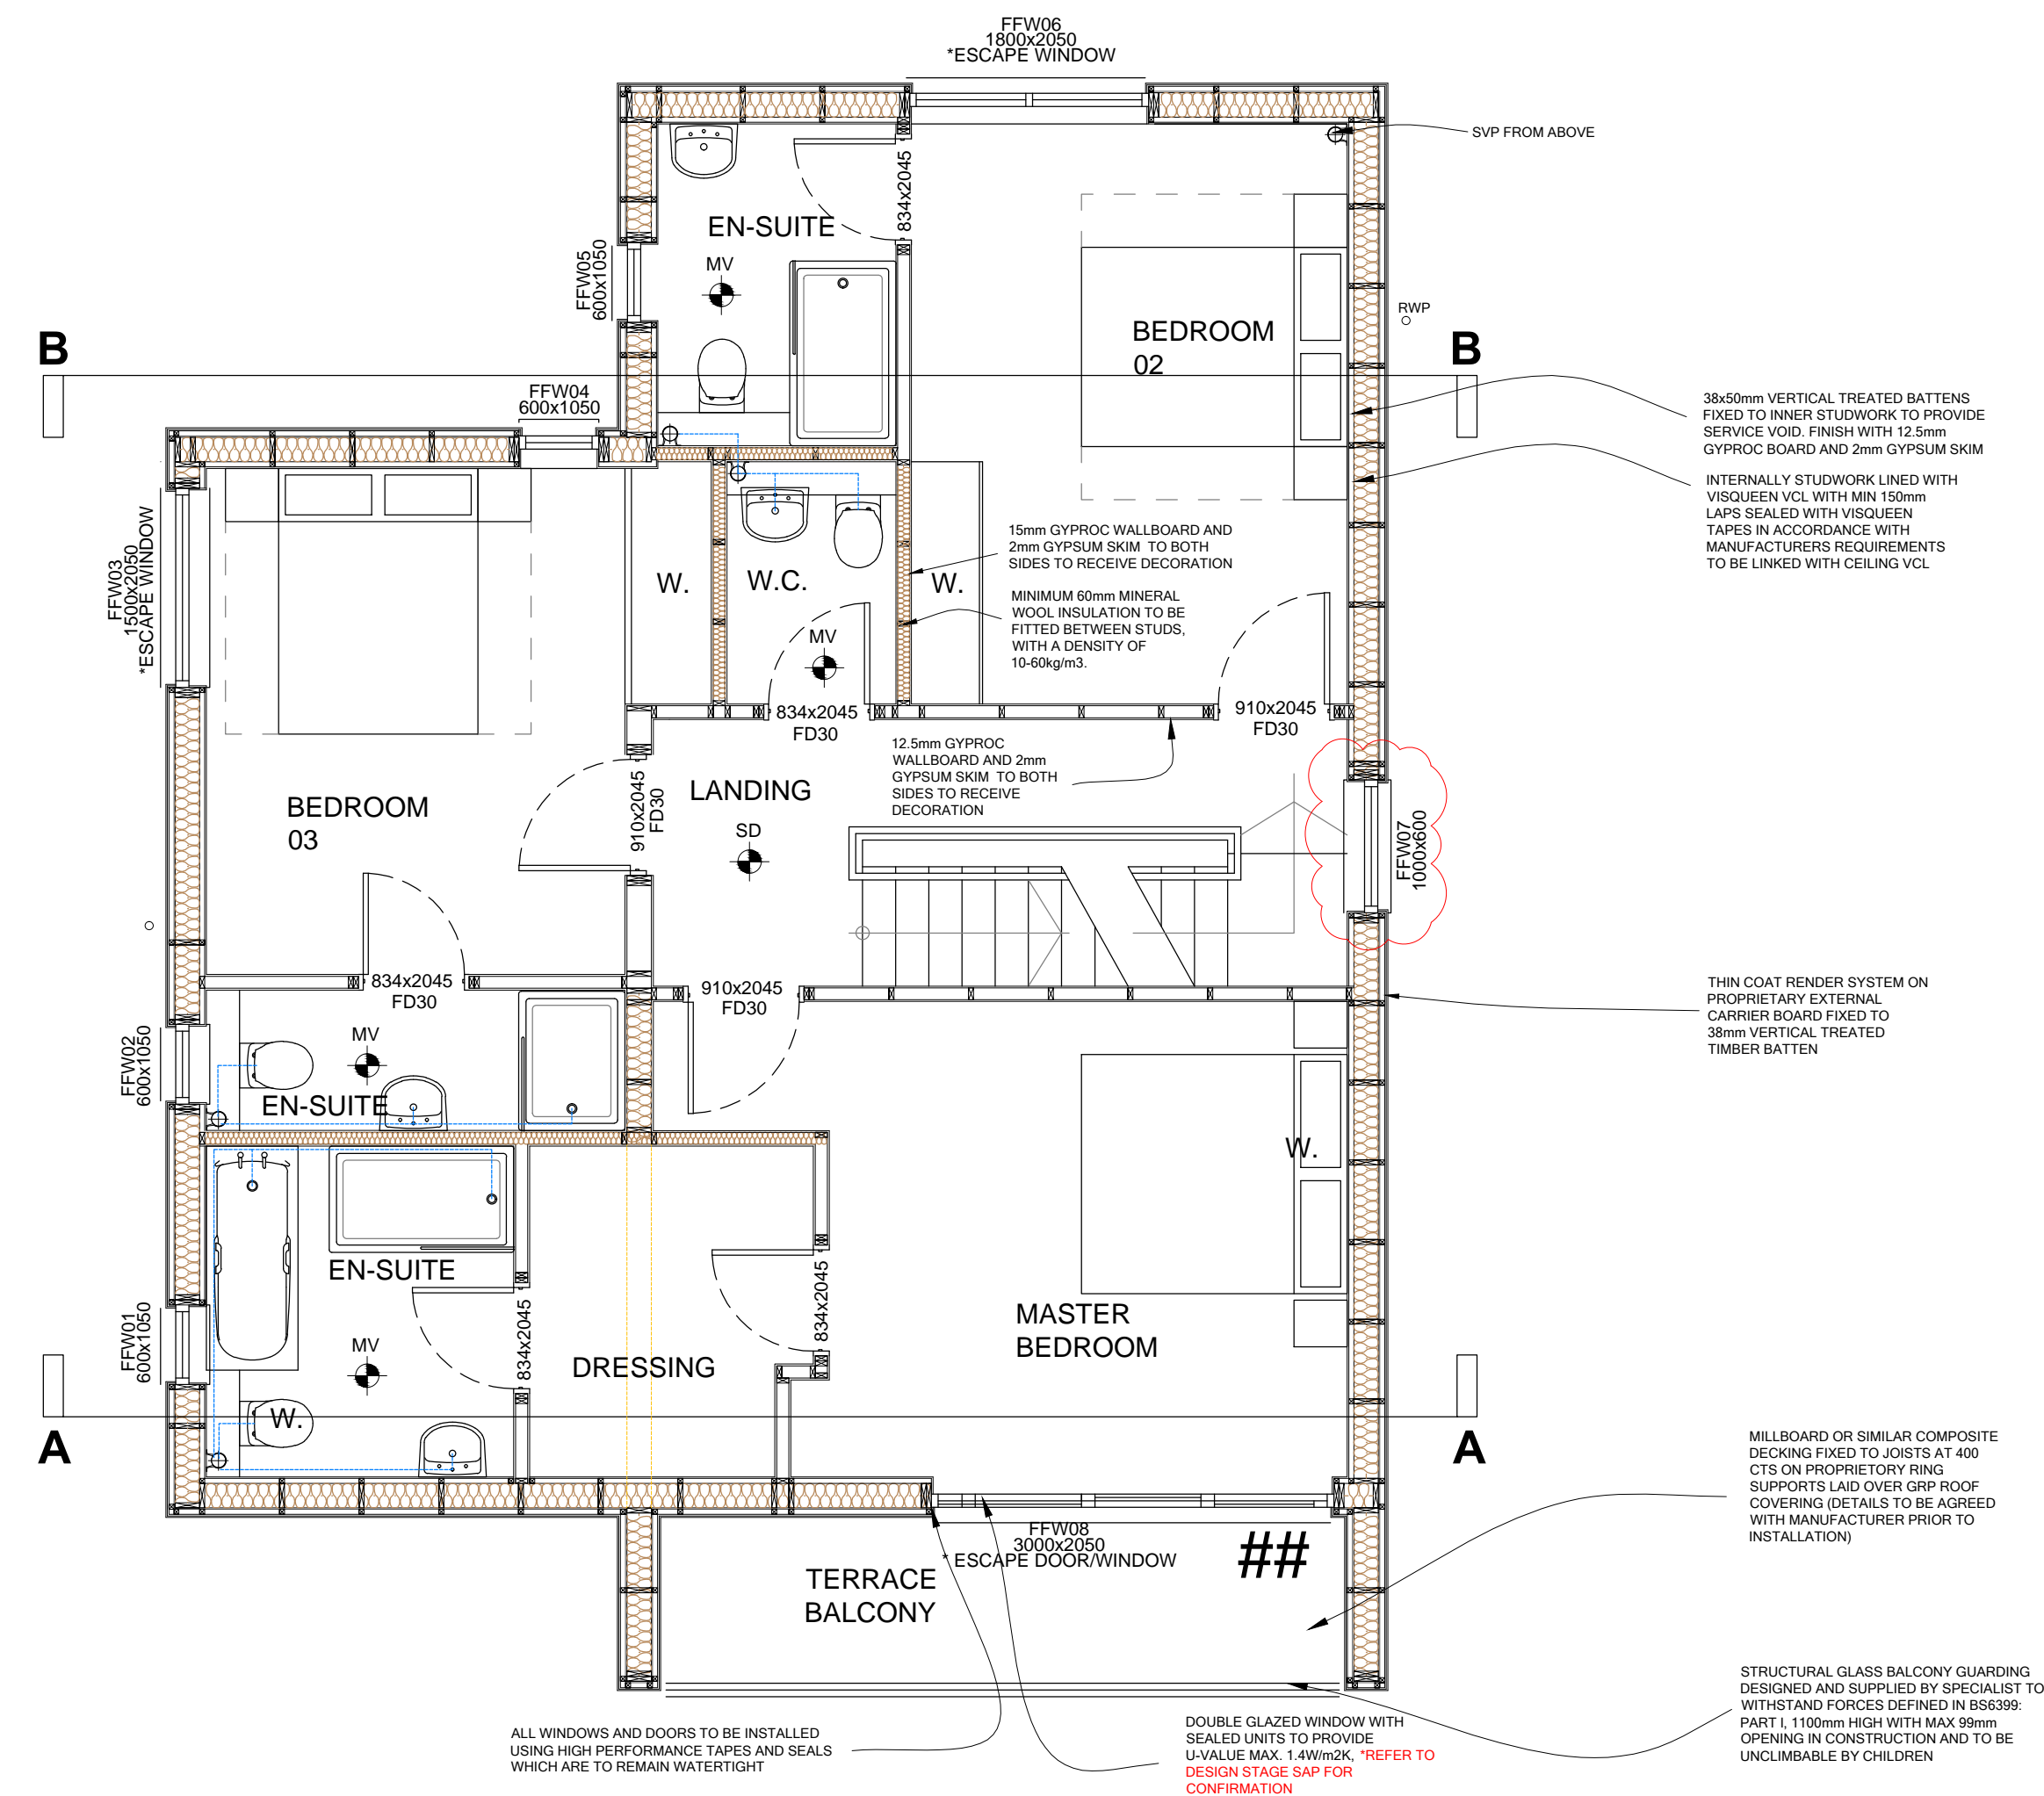 FFW06
1800x2050
*ESCAPE WINDOW
SVP FROM ABOVE
834x2045
EN-SUITE
MV
FFW05
600x1050
BEDROOM
02
RWP
B
B
FFW04
600x1050
38x50mm VERTICAL TREATED BATTENS
FIXED TO INNER STUDWORK TO PROVIDE
SERVICE VOID. FINISH WITH 12.5mm
GYPROC BOARD AND 2mm GYPSUM SKIM
INTERNALLY STUDWORK LINED WITH
VISQUEEN VCL WITH MIN 150mm
LAPS SEALED WITH VISQUEEN
TAPES IN ACCORDANCE WITH
MANUFACTURERS REQUIREMENTS
TO BE LINKED WITH CEILING VCL
FFW03
1500x2050
*ESCAPE WINDOW
15mm GYPROC WALLBOARD AND
2mm GYPSUM SKIM TO BOTH
SIDES TO RECEIVE DECORATION
W.
W.C.
W.
MINIMUM 60mm MINERAL
WOOL INSULATION TO BE
FITTED BETWEEN STUDS,
WITH A DENSITY OF
10-60kg/m3.
MV
834x2045
FD30
910x2045
FD30
12.5mm GYPROC
WALLBOARD AND 2mm
GYPSUM SKIM TO BOTH
SIDES TO RECEIVE
DECORATION
LANDING
BEDROOM
03
910x2045
FD30
SD
FFW07
1000x600
834x2045
FD30
910x2045
FD30
THIN COAT RENDER SYSTEM ON
PROPRIETARY EXTERNAL
CARRIER BOARD FIXED TO
38mm VERTICAL TREATED
TIMBER BATTEN
FFW02
600x1050
MV
EN-SUITE
W.
EN-SUITE
834x2045
834x2045
MASTER
BEDROOM
FFW01
600x1050
MV
DRESSING
W.
A
A
MILLBOARD OR SIMILAR COMPOSITE
DECKING FIXED TO JOISTS AT 400
CTS ON PROPRIETORY RING
SUPPORTS LAID OVER GRP ROOF
COVERING (DETAILS TO BE AGREED
WITH MANUFACTURER PRIOR TO
INSTALLATION)
FFW08
3000x2050
* ESCAPE DOOR/WINDOW
##
TERRACE
BALCONY
STRUCTURAL GLASS BALCONY GUARDING
DESIGNED AND SUPPLIED BY SPECIALIST TO
WITHSTAND FORCES DEFINED IN BS6399:
PART I, 1100mm HIGH WITH MAX 99mm
OPENING IN CONSTRUCTION AND TO BE
UNCLIMBABLE BY CHILDREN
ALL WINDOWS AND DOORS TO BE INSTALLED
USING HIGH PERFORMANCE TAPES AND SEALS
WHICH ARE TO REMAIN WATERTIGHT
DOUBLE GLAZED WINDOW WITH
SEALED UNITS TO PROVIDE
U-VALUE MAX. 1.4W/m2K, *REFER TO
DESIGN STAGE SAP FOR
CONFIRMATION